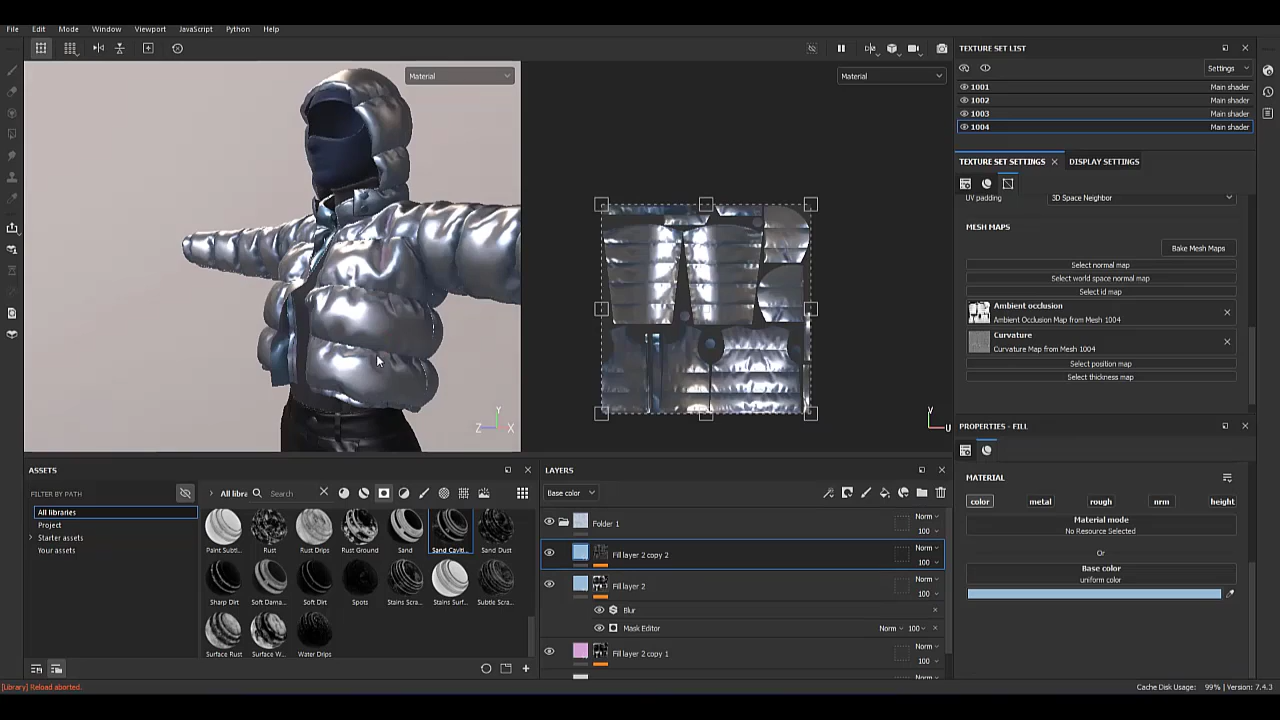 File Edit Mode Window Viewport JavaScript Python Help
TEXTURE SET LIST
Settings
1001 Main shader
1002 Main shader
1003 Main shader
1004 Main shader
Material
Material
TEXTURE SET SETTINGS DISPLAY SETTINGS
UV padding 3D Space Neighbor
MESH MAPS
Bake Mesh Maps
Select normal map
Select world space normal map
Select id map
Ambient occlusion
Ambient Occlusion Map from Mesh 1004
Curvature
Curvature Map from Mesh 1004
Select position map
Select thickness map
Y
Z X
V
U
PROPERTIES - FILL
MATERIAL
color metal rough nrm height
Material mode
No Resource Selected
Or
Base color
uniform color
ASSETS
FILTER BY PATH
All libra
Search
All libraries
Project
Starter assets
Your assets
Paint Subtl... Rust Rust Drips Rust Ground Sand Sand Caviti... Sand Dust
Sharp Dirt Soft Dama... Soft Dirt Spots Stains Scra... Stains Surf... Subtle Scra...
Surface Rust Surface W... Water Drips
LAYERS
Base color
Folder 1 Norm
100
Fill layer 2 copy 2 Norm
100
Fill layer 2 Norm
100
Blur
Mask Editor Norm 100
Fill layer 2 copy 1 Norm
100
[Library] Reload aborted.
Cache Disk Usage: 99% | Version: 7.4.3